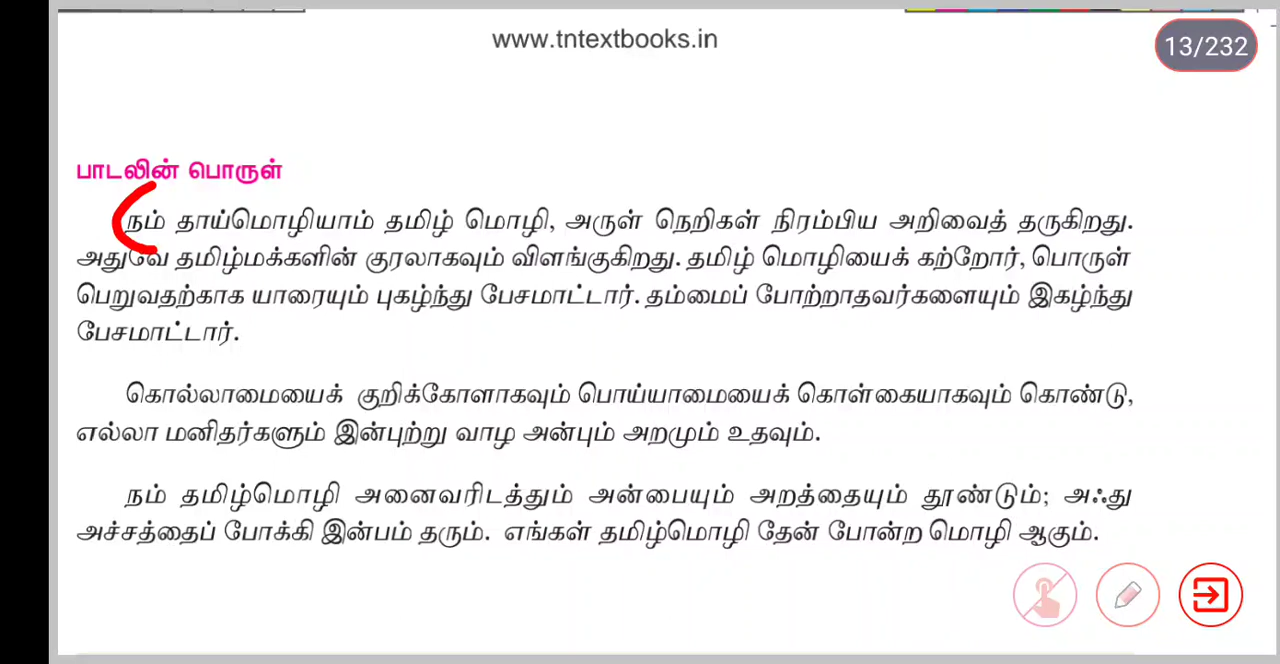 www.tntextbooks.in
13/232
பாடலின் பொருள்
நம் தாய்மொழியாம் தமிழ் மொழி, அருள் நெறிகள் நிரம்பிய அறிவைத் தருகிறது.
அதுவே தமிழ்மக்களின் குரலாகவும் விளங்குகிறது. தமிழ் மொழியைக் கற்றோர், பொருள்
பெறுவதற்காக யாரையும் புகழ்ந்து பேசமாட்டார். தம்மைப் போற்றாதவர்களையும் இகழ்ந்து
பேசமாட்டார்.
கொல்லாமையைக் குறிக்கோளாகவும் பொய்யாமையைக் கொள்கையாகவும் கொண்டு,
எல்லா மனிதர்களும் இன்புற்று வாழ அன்பும் அறமும் உதவும்.
நம் தமிழ்மொழி அனைவரிடத்தும் அன்பையும் அறத்தையும் தூண்டும்; அஃது
அச்சத்தைப் போக்கி இன்பம் தரும். எங்கள் தமிழ்மொழி தேன் போன்ற மொழி ஆகும்.